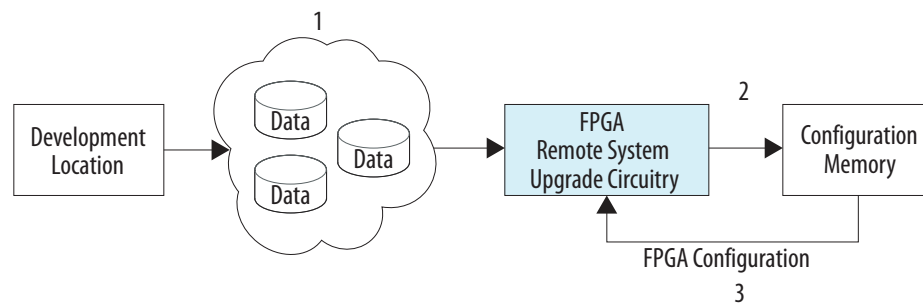 1
Development
Location
Data
Data
Data
FPGA
Remote System
Upgrade Circuitry
2
Configuration
Memory
FPGA Configuration
3